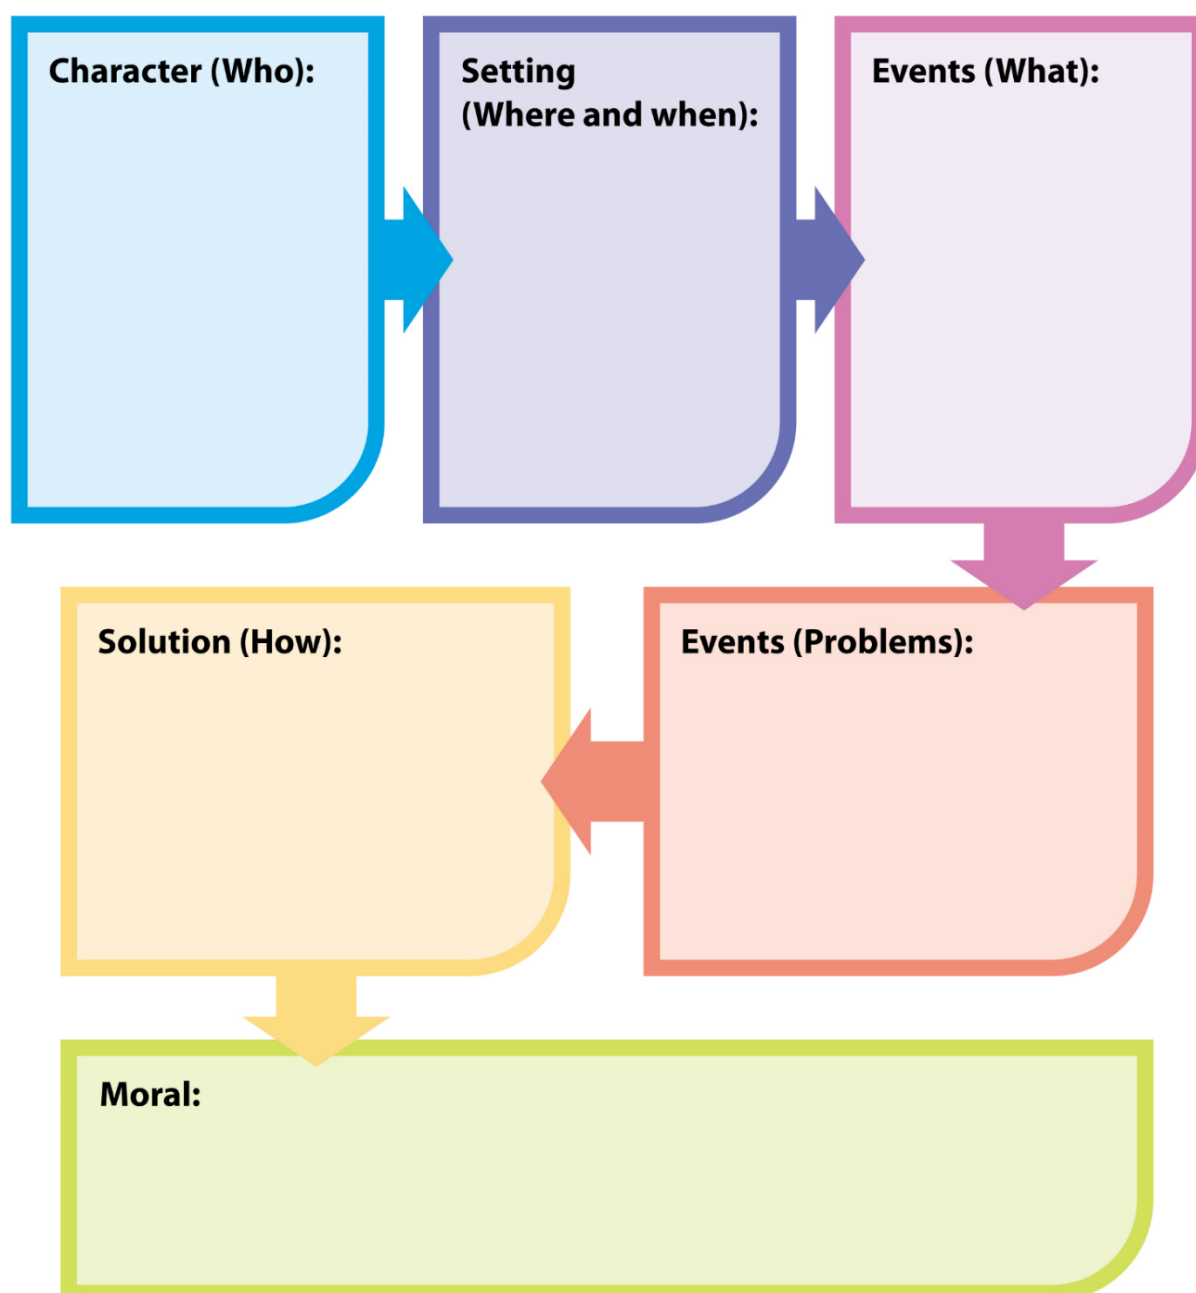 Character (Who):
Setting
(Where and when):
Events (What):
Events (Problems):
Solution (How):
Moral: